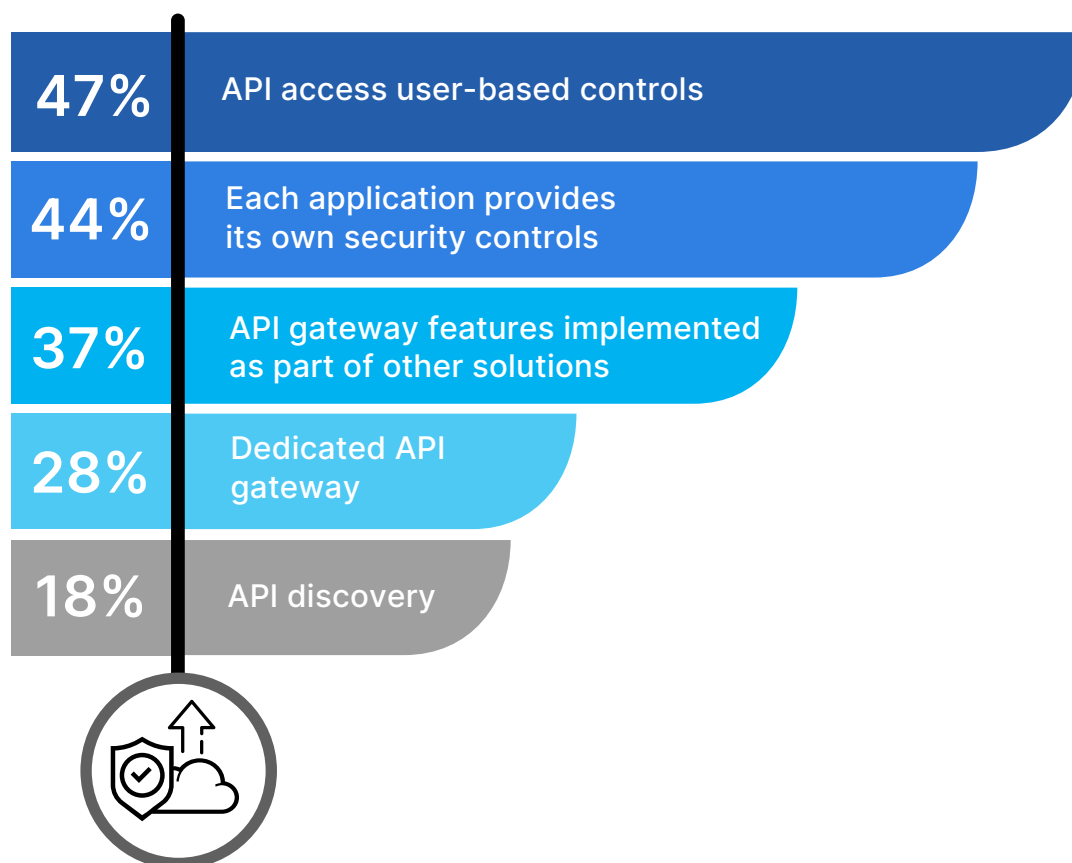 47%
API access user-based controls
44%
Each application provides
its own security controls
37%
API gateway features implemented
as part of other solutions
28%
Dedicated API
gateway
18%
API discovery